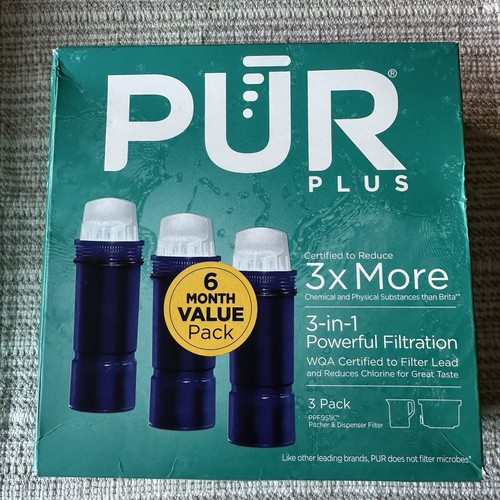 PŪR®
PLUS
6
MONTH
VALUE
Pack
Certified to Reduce
3x More
Chemical and Physical Substances than Brita**
3-in-1
Powerful Filtration
WQA Certified to Filter Lead
and Reduces Chlorine for Great Taste
3 Pack
PPF951K™
Pitcher & Dispenser Filter
Like other leading brands, PUR does not filter microbes*